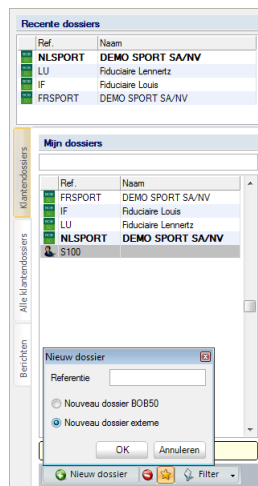 Recente dossiers
Ref. Naam
NLSPORT DEMO SPORT SA/NV
LU Fiduciaire Lennertz
IF Fiduciaire Louis
FRSPORT DEMO SPORT SA/NV
Klantendossiers
Alle klantendossiers
Berichten
Mijn dossiers
Ref. Naam
FRSPORT DEMO SPORT SA/NV
IF Fiduciaire Louis
LU Fiduciaire Lennertz
NLSPORT DEMO SPORT SA/NV
S100
Nieuw dossier
Referentie
Nouveau dossier BOB50
Nouveau dossier externe
OK Annuleren
Nieuw dossier Filter